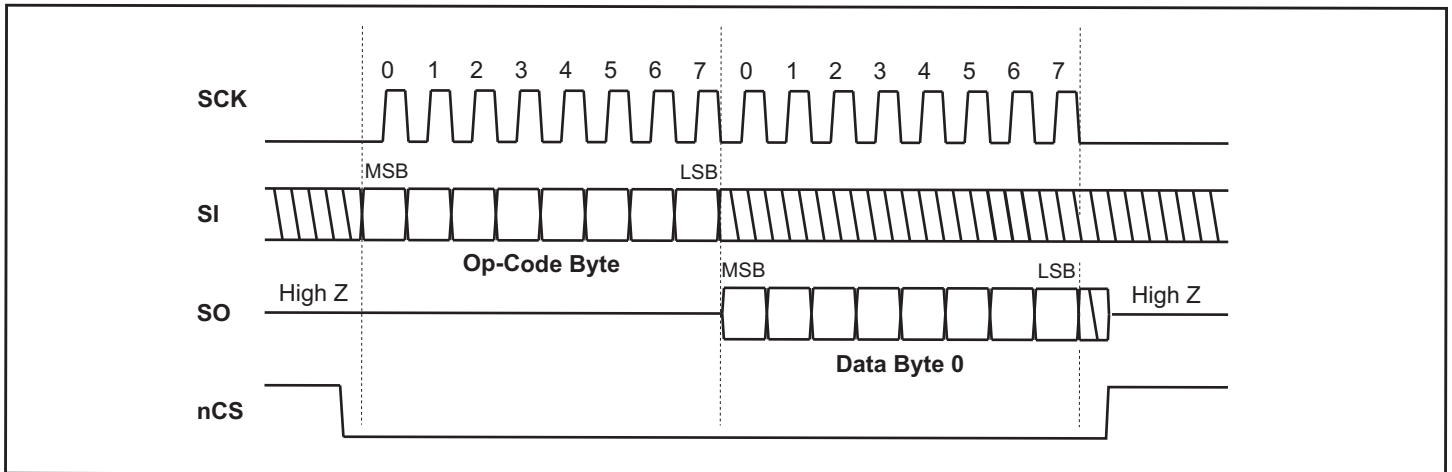 0 1 2 3 4 5 6 7 0 1 2 3 4 5 6 7
SCK
MSB LSB
SI
Op-Code Byte
MSB LSB
High Z High Z
SO
Data Byte 0
nCS